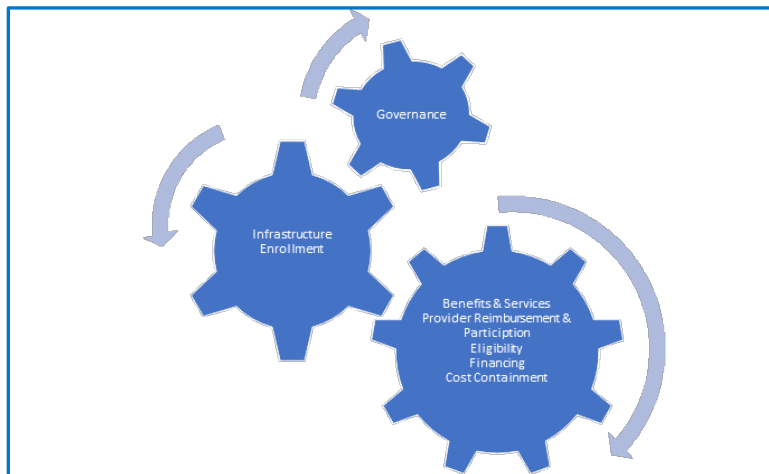 Governance
Infrastructure
Enrollment
Benefits & Services
Provider Reimbursement &
Particiption
Eligibility
Financing
Cost Containment